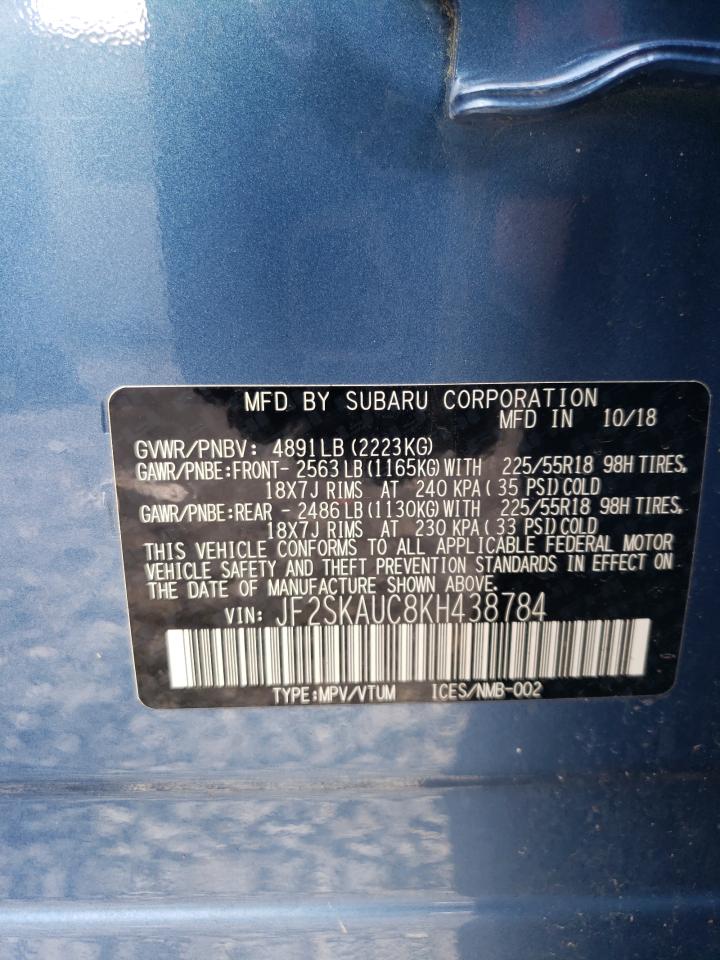 MFD BY SUBARU CORPORATION
MFD IN 10/18
GVWR/PNBV: 4891LB (2223KG)
GAWR/PNBE:FRONT- 2563 LB (1165KG) WITH 225/55R18 98H TIRES,
18X7J RIMS AT 240 KPA ( 35 PSI) COLD
GAWR/PNBE:REAR - 2486 LB (1130KG) WITH 225/55R18 98H TIRES,
18X7J RIMS AT 230 KPA ( 33 PSI) COLD
THIS VEHICLE CONFORMS TO ALL APPLICABLE FEDERAL MOTOR
VEHICLE SAFETY AND THEFT PREVENTION STANDARDS IN EFFECT ON
THE DATE OF MANUFACTURE SHOWN ABOVE.
VIN: JF2SKAUC8KH438784
TYPE:MPV/VTUM ICES/NMB-002